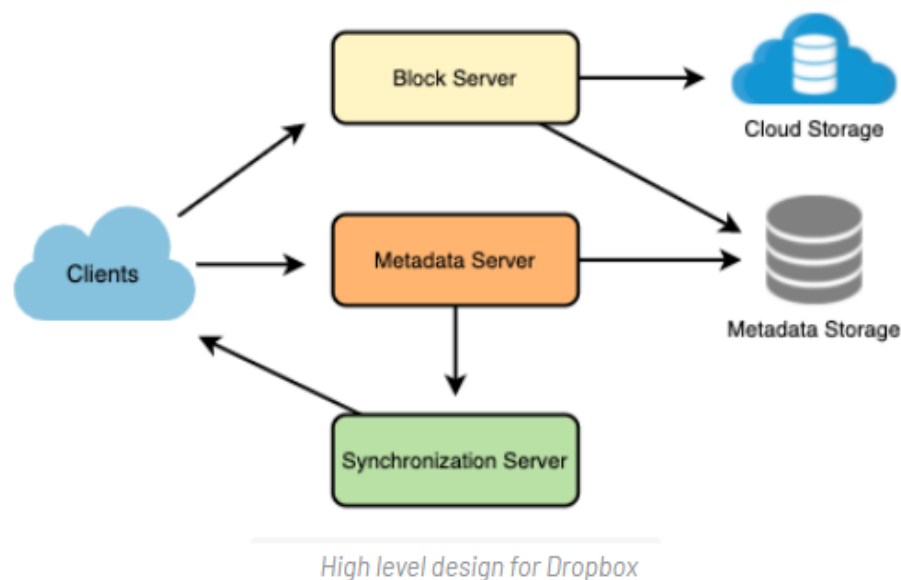 Block Server
Cloud Storage
Clients
Metadata Server
Metadata Storage
Synchronization Server
High level design for Dropbox